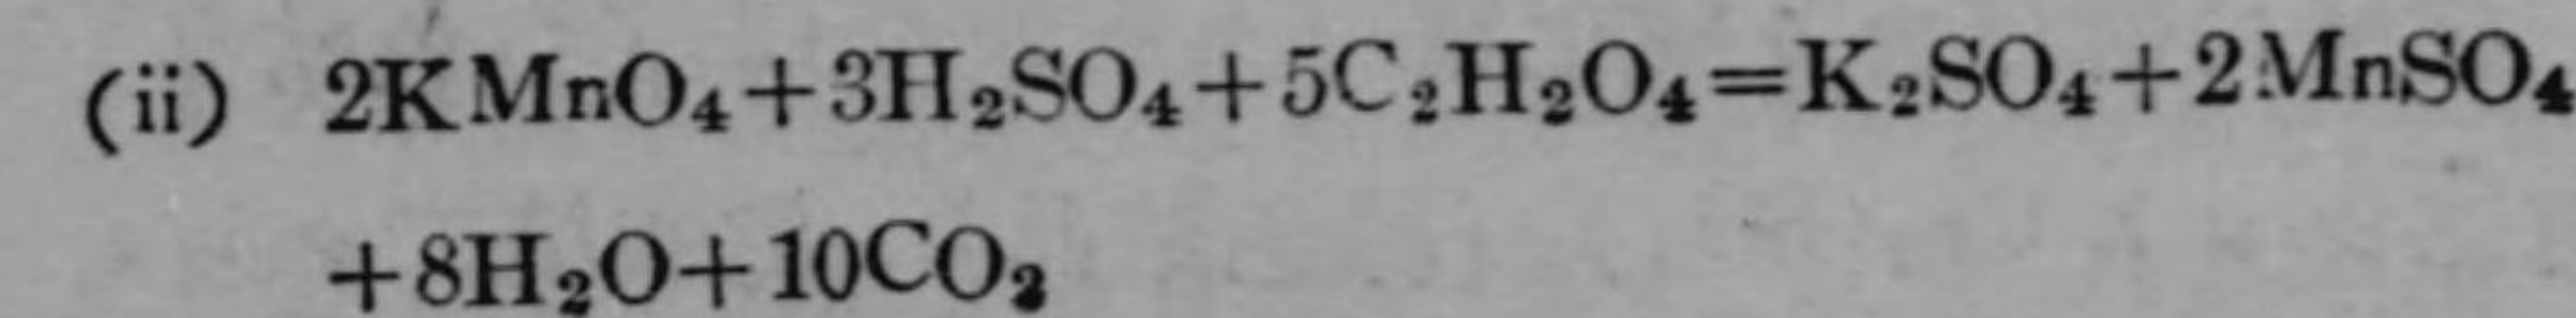 (ii) 2KMnO₄+3H₂SO₄+5C₂H₂O₄=K₂SO₄+2MnSO₄
+8H₂O+10CO₂